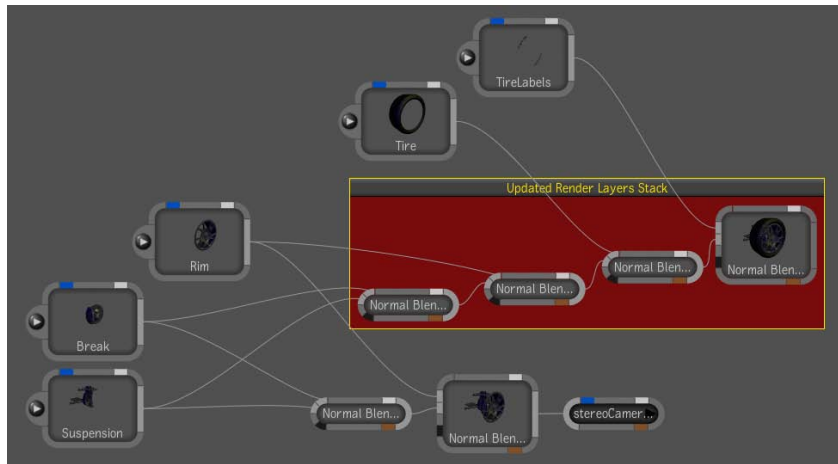 TireLabels
Tire
Updated Render Layers Stack
Rim
Normal Blen...
Normal Blen...
Normal Blen...
Normal Blen...
Break
Suspension
Normal Blen...
Normal Blen...
stereoCamer...